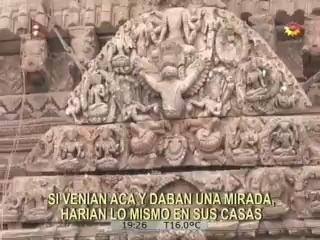 SI VENIAN ACA Y DABAN UNA MIRADA,
HARIAN LO MISMO EN SUS CASAS
19:26 T16.0ºC